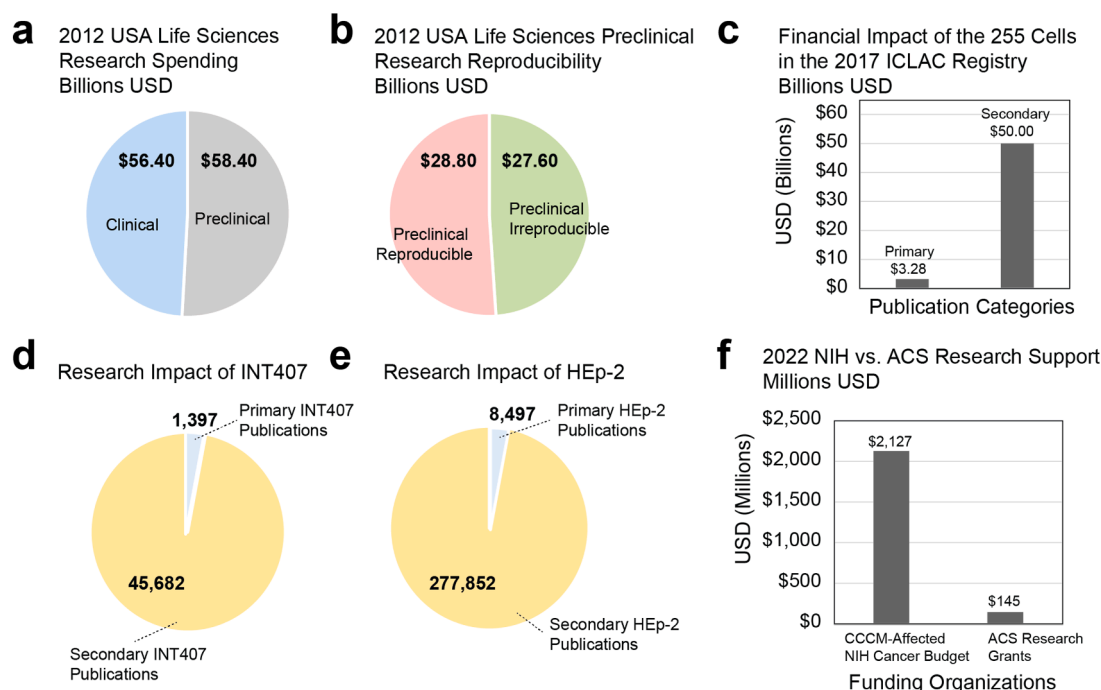 a
2012 USA Life Sciences
Research Spending
Billions USD
$56.40
$58.40
Clinical
Preclinical
b
2012 USA Life Sciences Preclinical
Research Reproducibility
Billions USD
$28.80
$27.60
Preclinical
Reproducible
Preclinical
Irreproducible
c
Financial Impact of the 255 Cells
in the 2017 ICLAC Registry
Billions USD
USD (Billions)
$60
$50
$40
$30
$20
$10
$0
Primary
$3.28
Secondary
$50.00
Publication Categories
d
Research Impact of INT407
1,397
Primary INT407
Publications
45,682
Secondary INT407
Publications
e
Research Impact of HEp-2
8,497
Primary HEp-2
Publications
277,852
Secondary HEp-2
Publications
f
2022 NIH vs. ACS Research Support
Millions USD
USD (Millions)
$2,500
$2,000
$1,500
$1,000
$500
$0
$2,127
$145
CCCM-Affected
NIH Cancer Budget
ACS Research
Grants
Funding Organizations